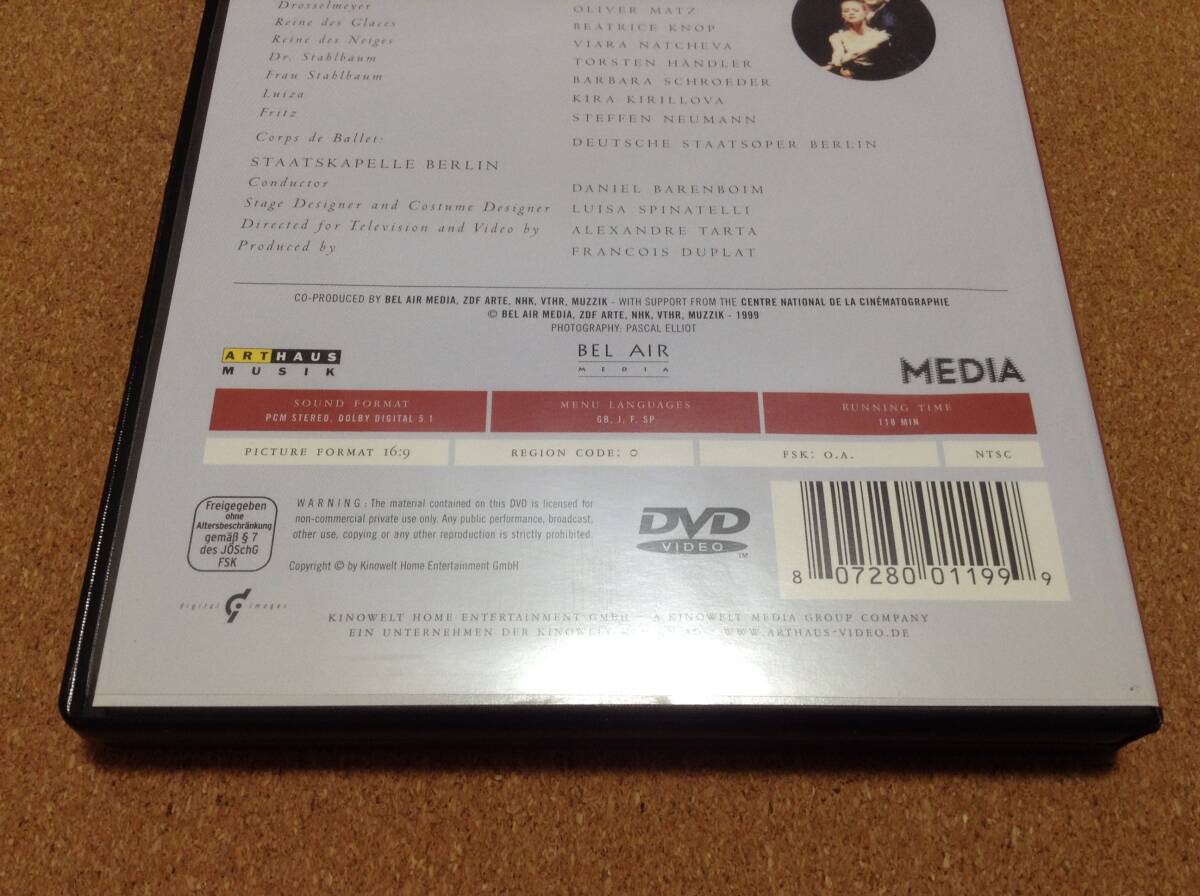 Drosselmeyer OLIVER MATZ
Reine des Glaces BEATRICE KNOP
Reine des Neiges VIARA NATCHEVA
Dr. Stahlbaum TORSTEN HÄNDLER
Frau Stahlbaum BARBARA SCHROEDER
Luiza KIRA KIRILLOVA
Fritz STEFFEN NEUMANN
Corps de Ballet: DEUTSCHE STAATSOPER BERLIN
STAATSKAPELLE BERLIN
Conductor DANIEL BARENBOIM
Stage Designer and Costume Designer LUISA SPINATELLI
Directed for Television and Video by ALEXANDRE TARTA
Produced by FRANCOIS DUPLAT
CO-PRODUCED BY BEL AIR MEDIA, ZDF ARTE, NHK, VTHR, MUZZIK - WITH SUPPORT FROM THE CENTRE NATIONAL DE LA CINÉMATOGRAPHIE
© BEL AIR MEDIA, ZDF ARTE, NHK, VTHR, MUZZIK - 1999
PHOTOGRAPHY: PASCAL ELLIOT
ARTHAUS
MUSIK
BEL AIR
MEDIA
MEDIA
SOUND FORMAT
PCM STEREO, DOLBY DIGITAL 5.1
MENU LANGUAGES
GB, J, F, SP
RUNNING TIME
118 MIN
PICTURE FORMAT 16:9
REGION CODE: 0
FSK: O.A.
NTSC
Freigegeben
ohne
Altersbeschränkung
gemäß § 7
des JÖSchG
FSK
WARNING: The material contained on this DVD is licensed for
non-commercial private use only. Any public performance, broadcast,
other use, copying or any other reproduction is strictly prohibited.
Copyright © by Kinowelt Home Entertainment GmbH
DVD
VIDEO
TM
8 07280 01199 9
digital images
KINOWELT HOME ENTERTAINMENT GMBH - A KINOWELT MEDIA GROUP COMPANY
EIN UNTERNEHMEN DER KINOWELT WWW.ARTHAUS-VIDEO.DE